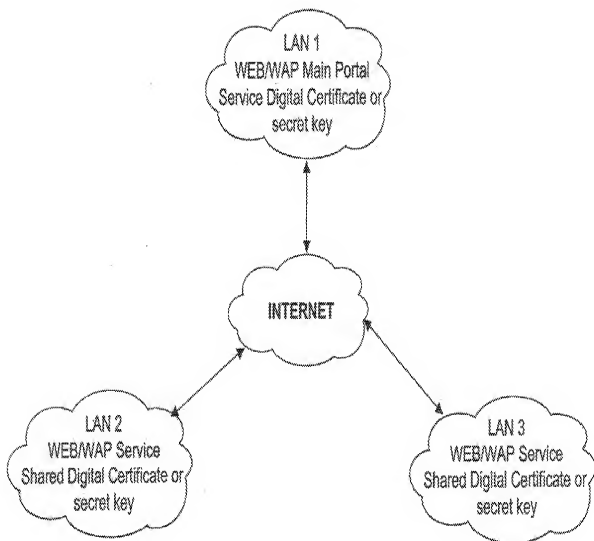 LAN 1
WEB/WAP Main Portal
Service Digital Certificate or
secret key
INTERNET
LAN 2
WEB/WAP Service
Shared Digital Certificate or
secret key
LAN 3
WEB/WAP Service
Shared Digital Certificate or
secret key